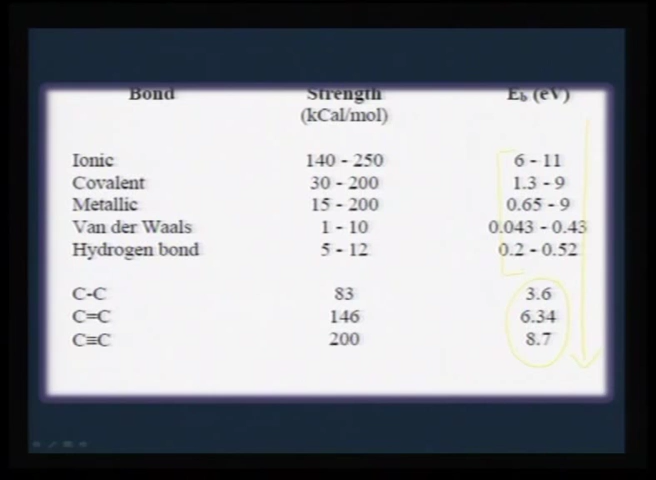 Bond Strength E_b (eV)
(kCal/mol)
Ionic 140 - 250 6 - 11
Covalent 30 - 200 1.3 - 9
Metallic 15 - 200 0.65 - 9
Van der Waals 1 - 10 0.043 - 0.43
Hydrogen bond 5 - 12 0.2 - 0.52
C-C 83 3.6
C=C 146 6.34
C≡C 200 8.7